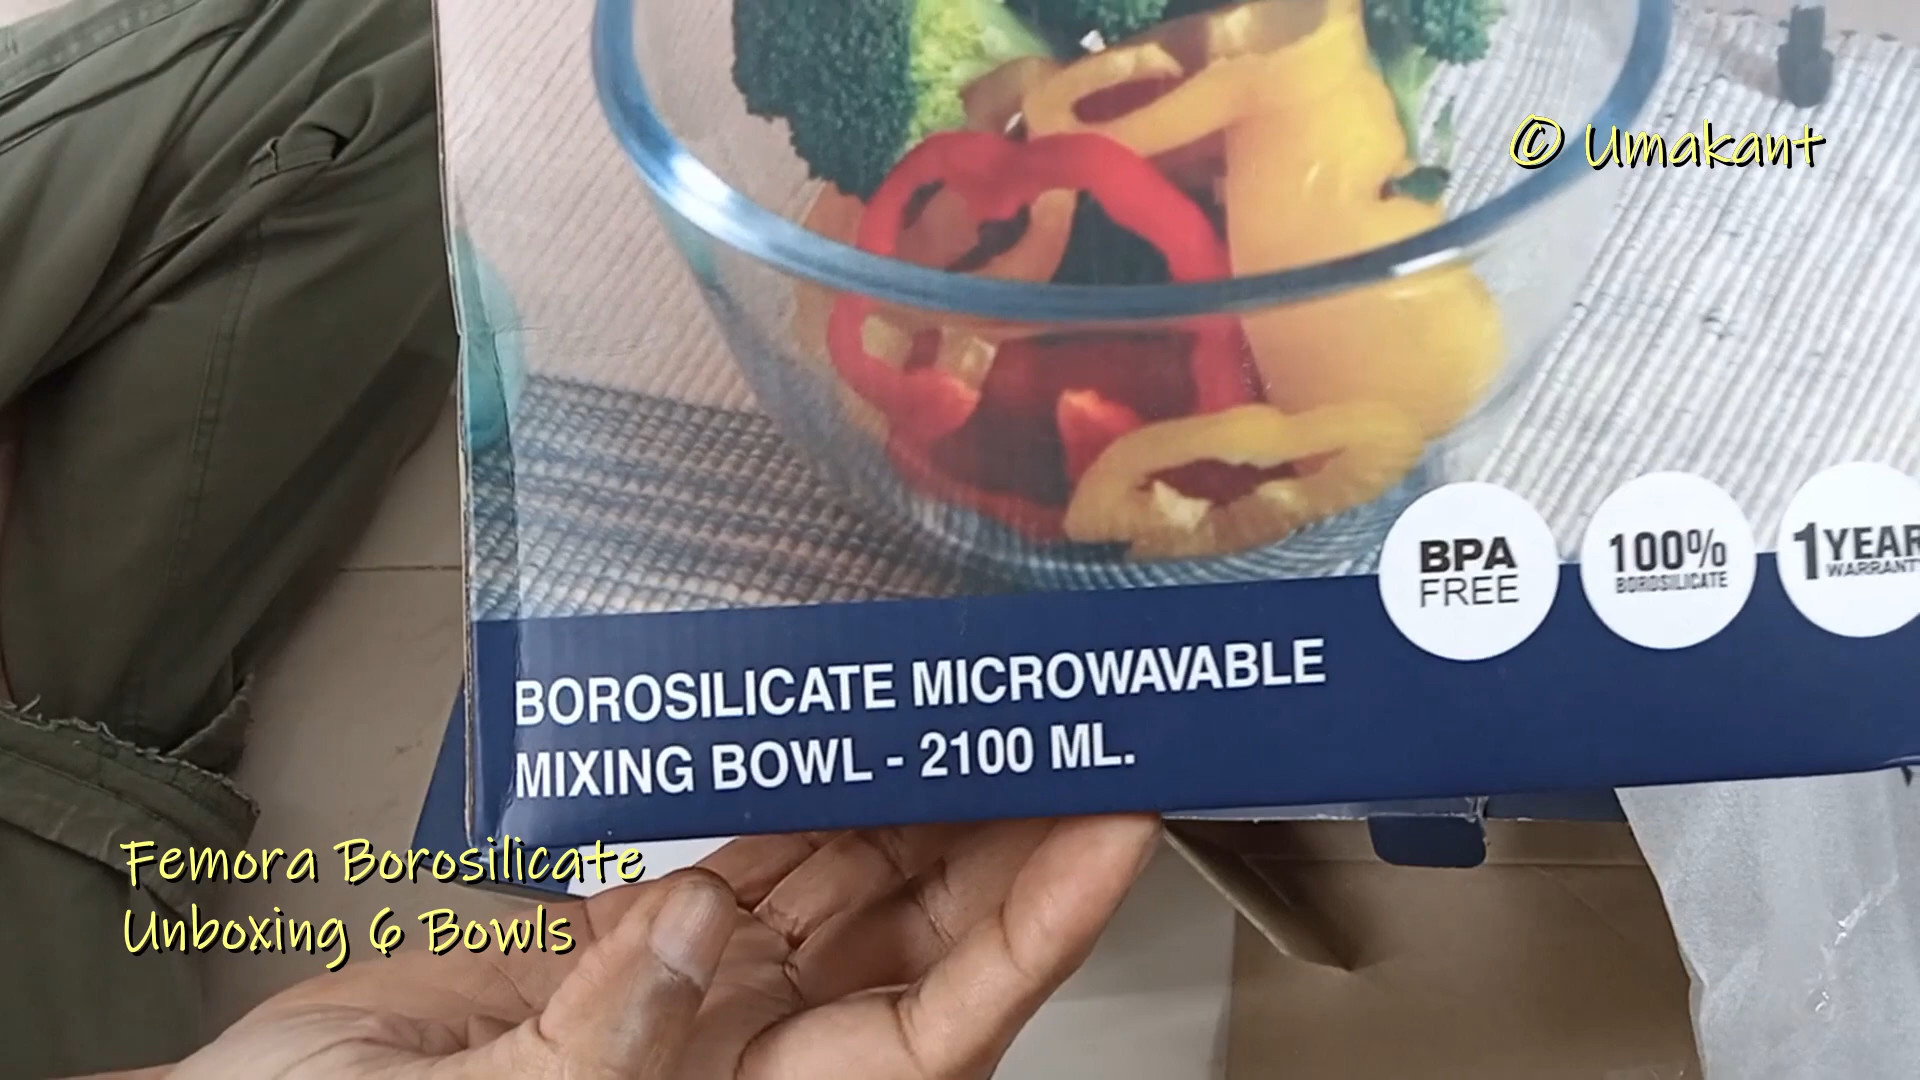 © Umakant
BPA
FREE
100%
BOROSILICATE
1 YEAR
WARRANTY
BOROSILICATE MICROWAVABLE
MIXING BOWL - 2100 ML.
Femora Borosilicate
Unboxing 6 Bowls